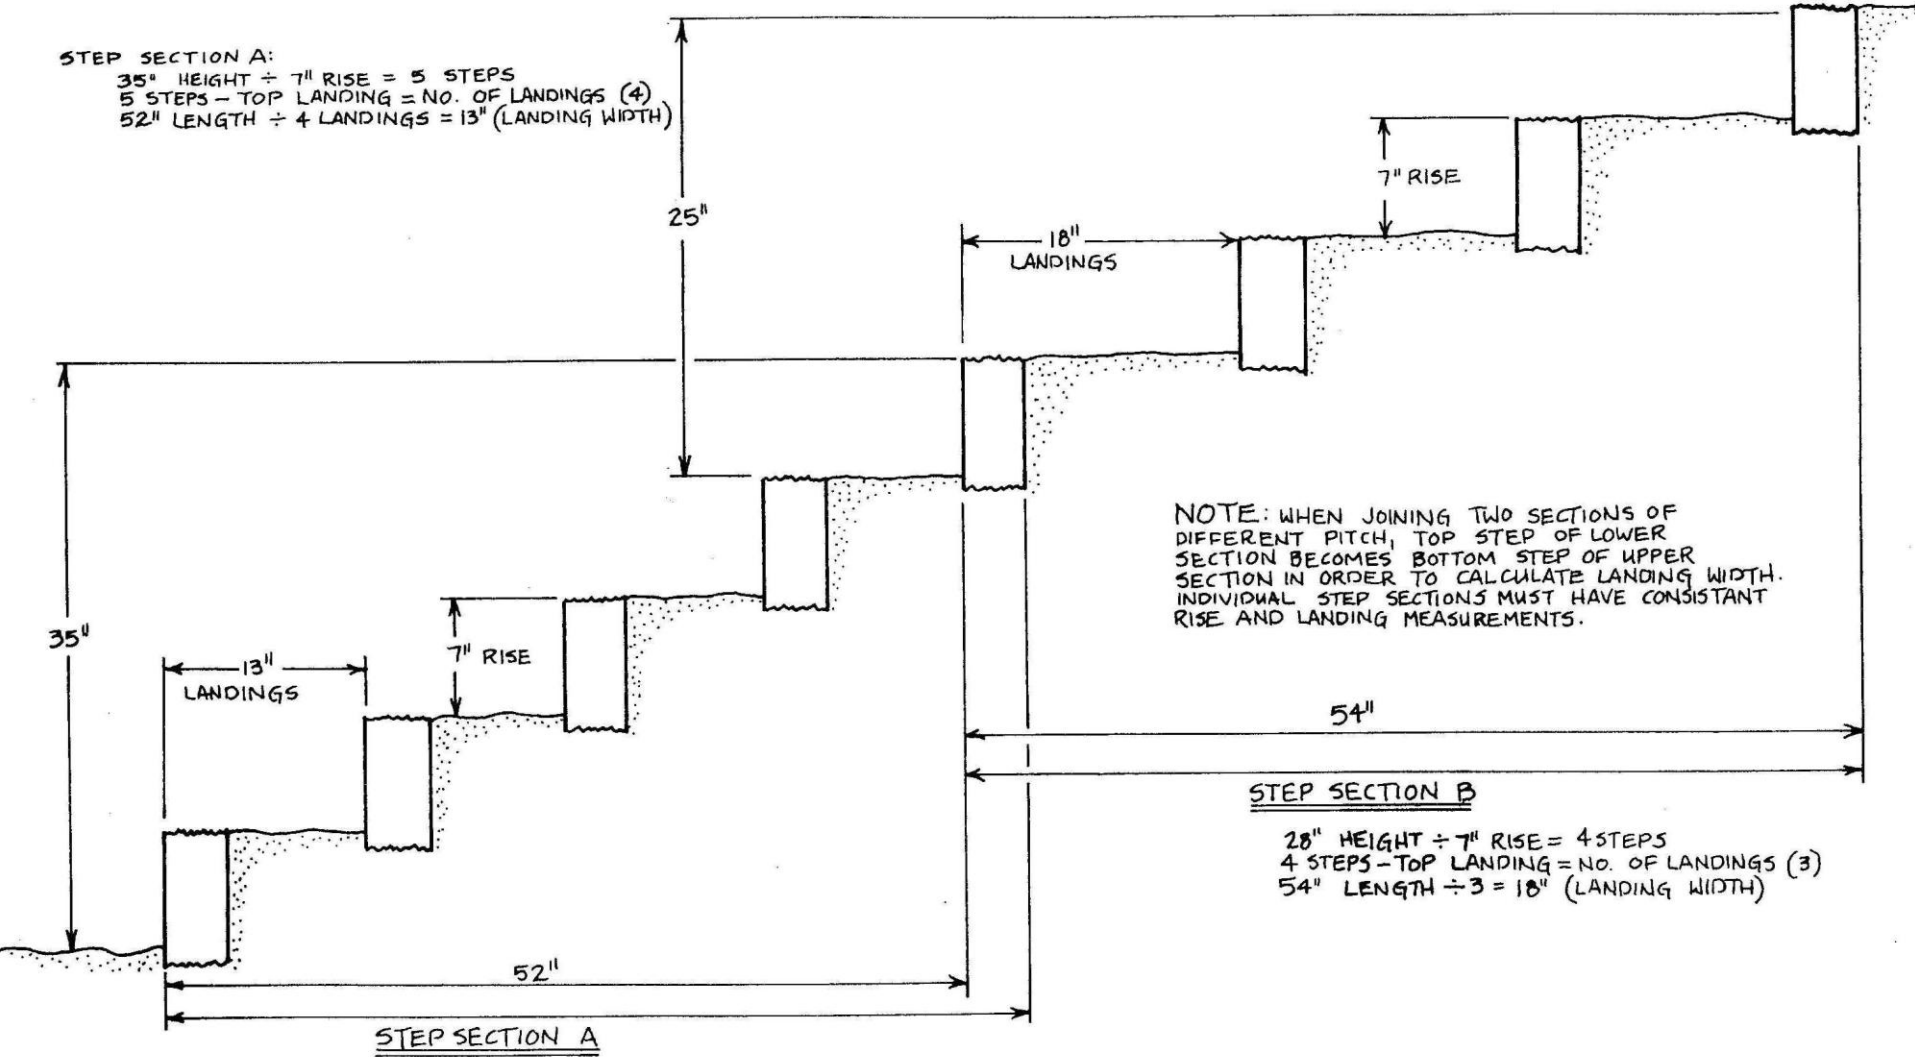 STEP SECTION A:
35" HEIGHT ÷ 7" RISE = 5 STEPS
5 STEPS - TOP LANDING = NO. OF LANDINGS (4)
52" LENGTH ÷ 4 LANDINGS = 13" (LANDING WIDTH)
25"
7" RISE
18"
LANDINGS
NOTE: WHEN JOINING TWO SECTIONS OF
DIFFERENT PITCH, TOP STEP OF LOWER
SECTION BECOMES BOTTOM STEP OF UPPER
SECTION IN ORDER TO CALCULATE LANDING WIDTH.
INDIVIDUAL STEP SECTIONS MUST HAVE CONSISTANT
RISE AND LANDING MEASUREMENTS.
35"
13"
LANDINGS
7" RISE
54"
STEP SECTION B
28" HEIGHT ÷ 7" RISE = 4 STEPS
4 STEPS - TOP LANDING = NO. OF LANDINGS (3)
54" LENGTH ÷ 3 = 18" (LANDING WIDTH)
52"
STEP SECTION A